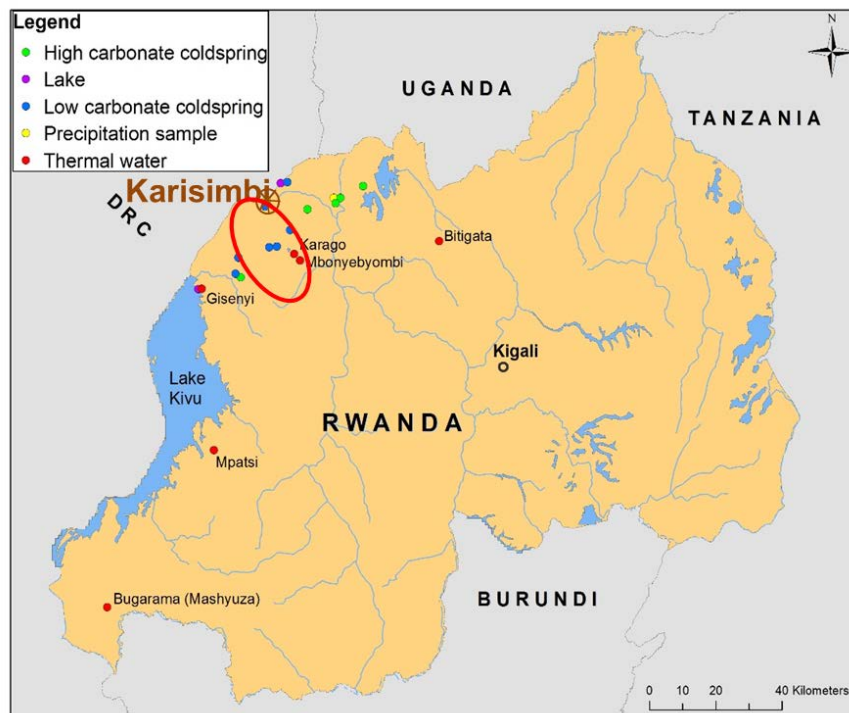 Legend
High carbonate coldspring
Lake
Low carbonate coldspring
Precipitation sample
Thermal water
N
UGANDA
TANZANIA
DRC
Karisimbi
Karago
Mbonyebyombi
Bitigata
Gisenyi
Kigali
Lake
Kivu
RWANDA
Mpatsi
Bugarama (Mashyuza)
BURUNDI
0 10 20 40 Kilometers